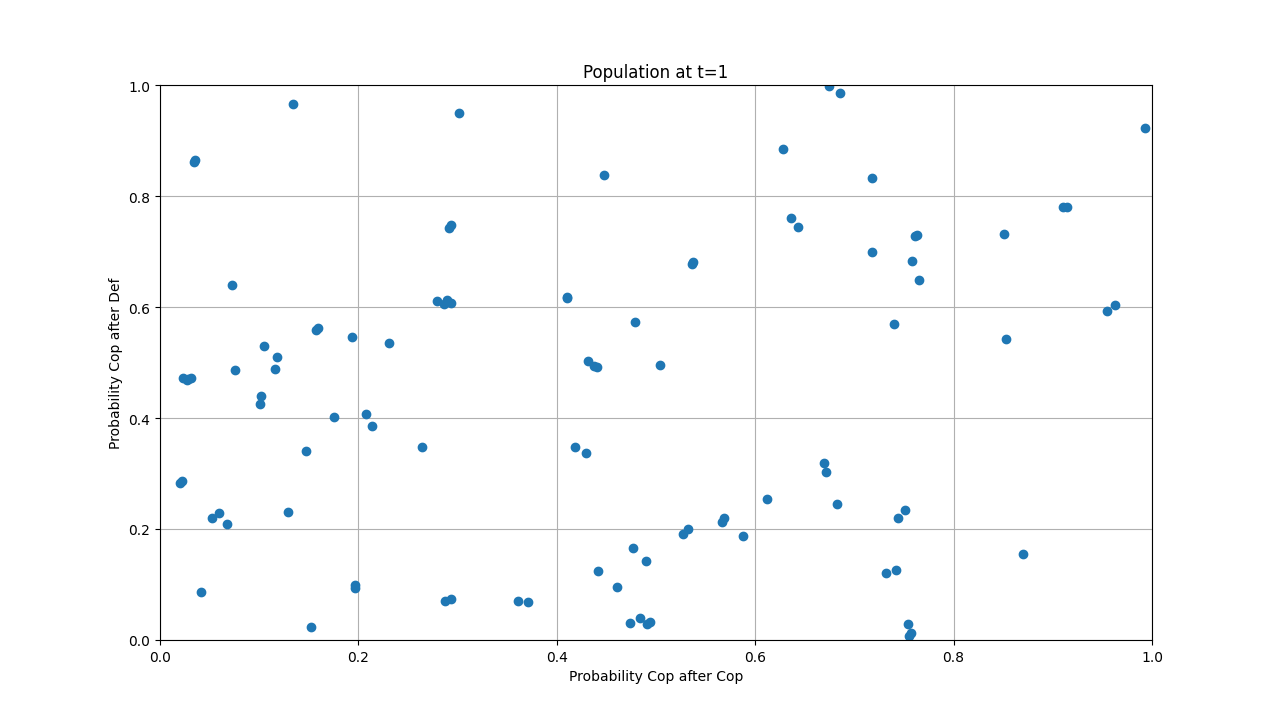 Population at t=1
Probability Cop after Def
1.0
0.8
0.6
0.4
0.2
0.0
0.0 0.2 0.4 0.6 0.8 1.0
Probability Cop after Cop